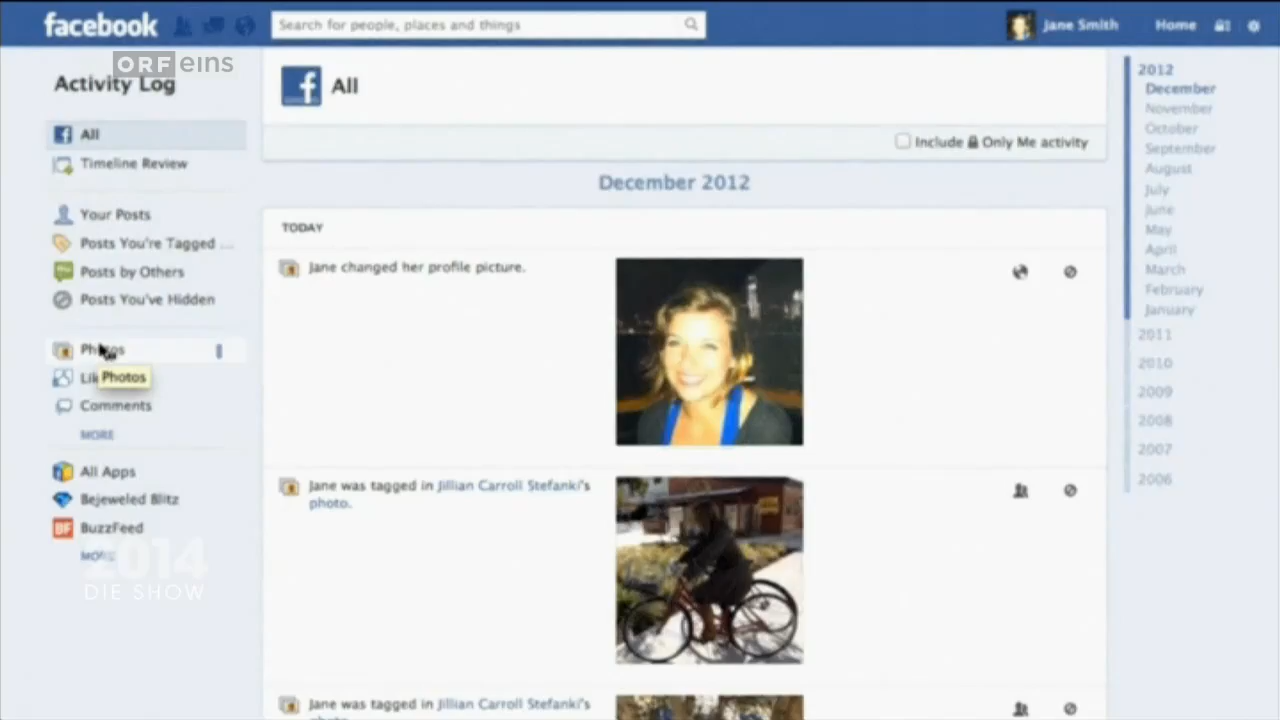 facebook
Search for people, places and things
Jane Smith
Home
ORF eins
Activity Log
All
Timeline Review
Your Posts
Posts You're Tagged ...
Posts by Others
Posts You've Hidden
Photos
Photos
Comments
MORE
All Apps
Bejeweled Blitz
BF
BuzzFeed
2014
DIE SHOW
All
Include Only Me activity
December 2012
TODAY
Jane changed her profile picture.
Jane was tagged in Jillian Carroll Stefanki's
photo.
Jane was tagged in Jillian Carroll Stefanki's
2012
December
November
October
September
August
July
June
May
April
March
February
January
2011
2010
2009
2008
2007
2006